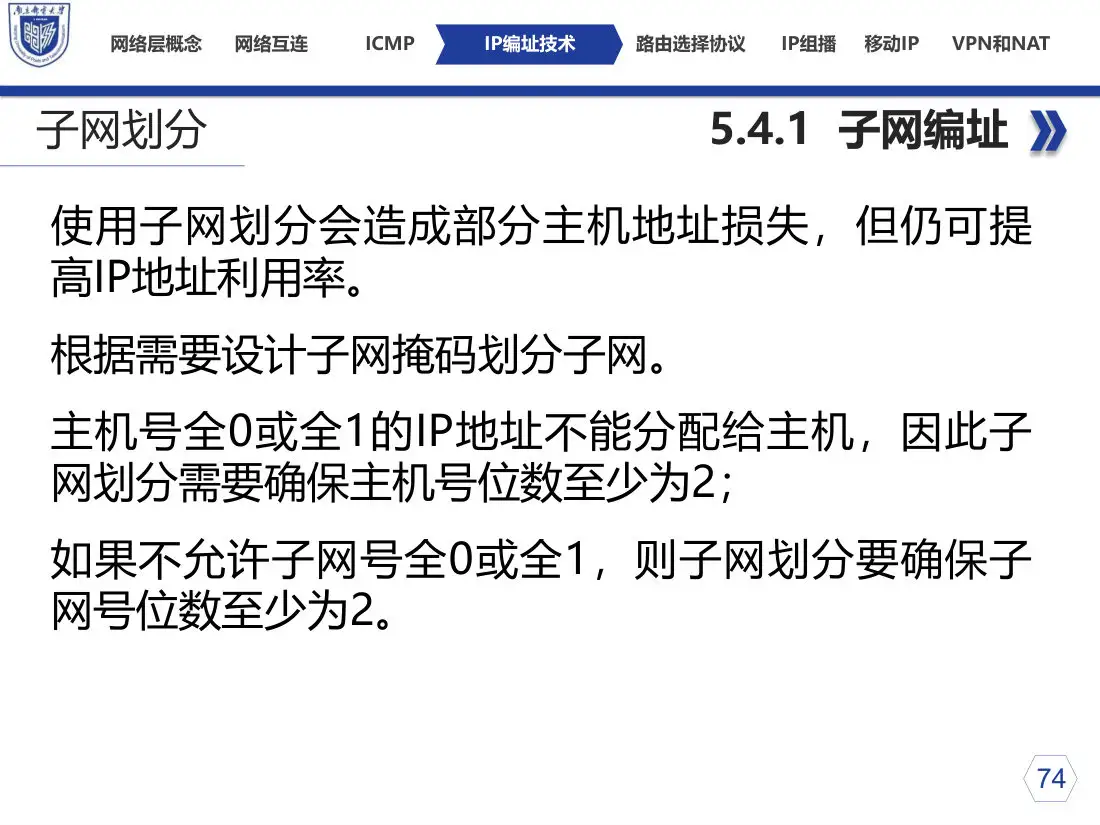 南京邮电大学
网络层概念 网络互连 ICMP IP编址技术 路由选择协议 IP组播 移动IP VPN和NAT
子网划分
5.4.1 子网编址
使用子网划分会造成部分主机地址损失，但仍可提
高IP地址利用率。
根据需要设计子网掩码划分子网。
主机号全0或全1的IP地址不能分配给主机，因此子
网划分需要确保主机号位数至少为2；
如果不允许子网号全0或全1，则子网划分要确保子
网号位数至少为2。
74